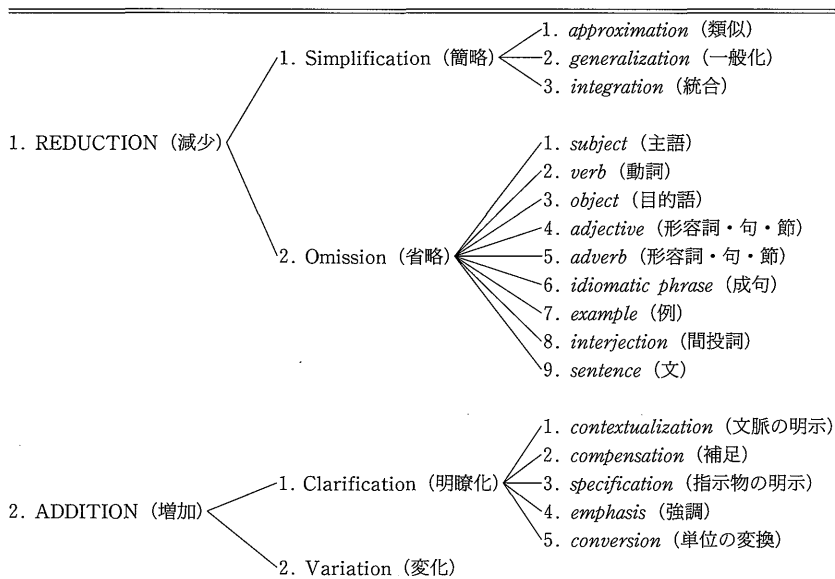 1. approximation（類似）
1. Simplification（簡略）
2. generalization（一般化）
3. integration（統合）
1. REDUCTION（減少）
1. subject（主語）
2. verb（動詞）
3. object（目的語）
4. adjective（形容詞・句・節）
2. Omission（省略）
5. adverb（形容詞・句・節）
6. idiomatic phrase（成句）
7. example（例）
8. interjection（間投詞）
9. sentence（文）
1. contextualization（文脈の明示）
2. compensation（補足）
1. Clarification（明瞭化）
3. specification（指示物の明示）
2. ADDITION（増加）
4. emphasis（強調）
5. conversion（単位の変換）
2. Variation（変化）